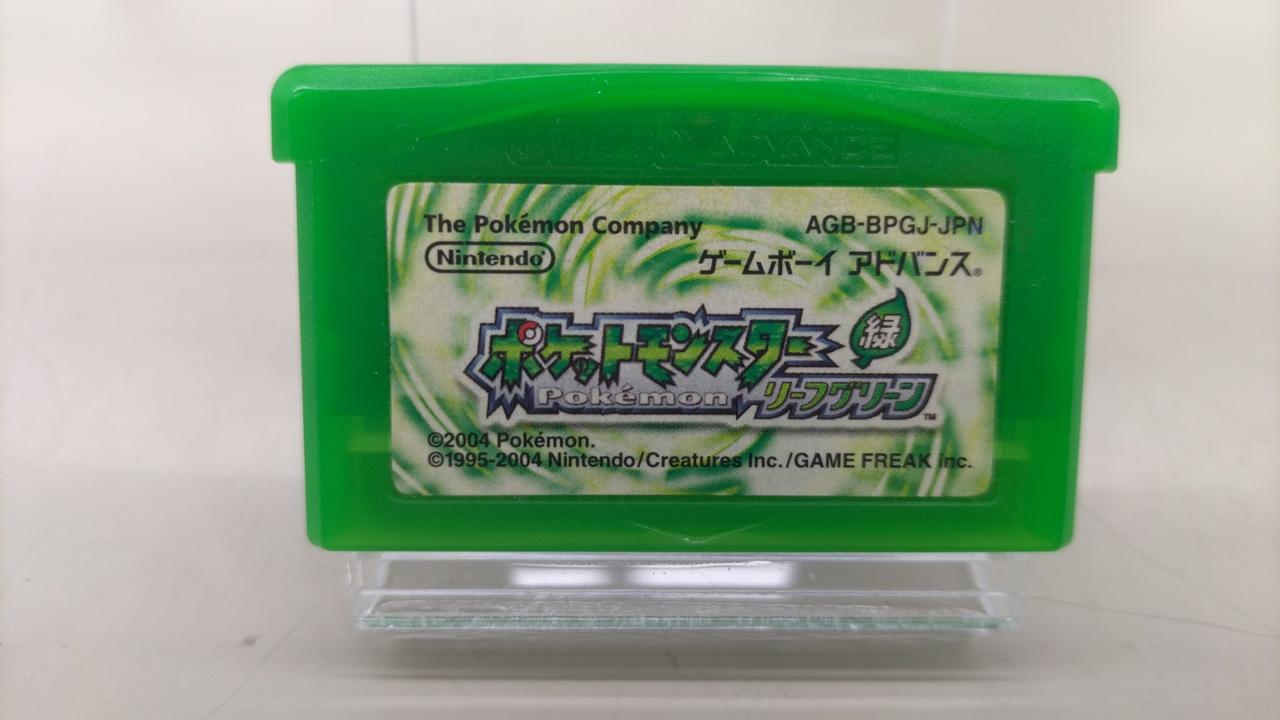 GAME BOY ADVANCE
The Pokémon Company
AGB-BPGJ-JPN
Nintendo®
ゲームボーイ アドバンス®
ポケットモンスター
緑
Pokémon
リーフグリーン™
©2004 Pokémon.
©1995-2004 Nintendo/Creatures Inc./GAME FREAK inc.